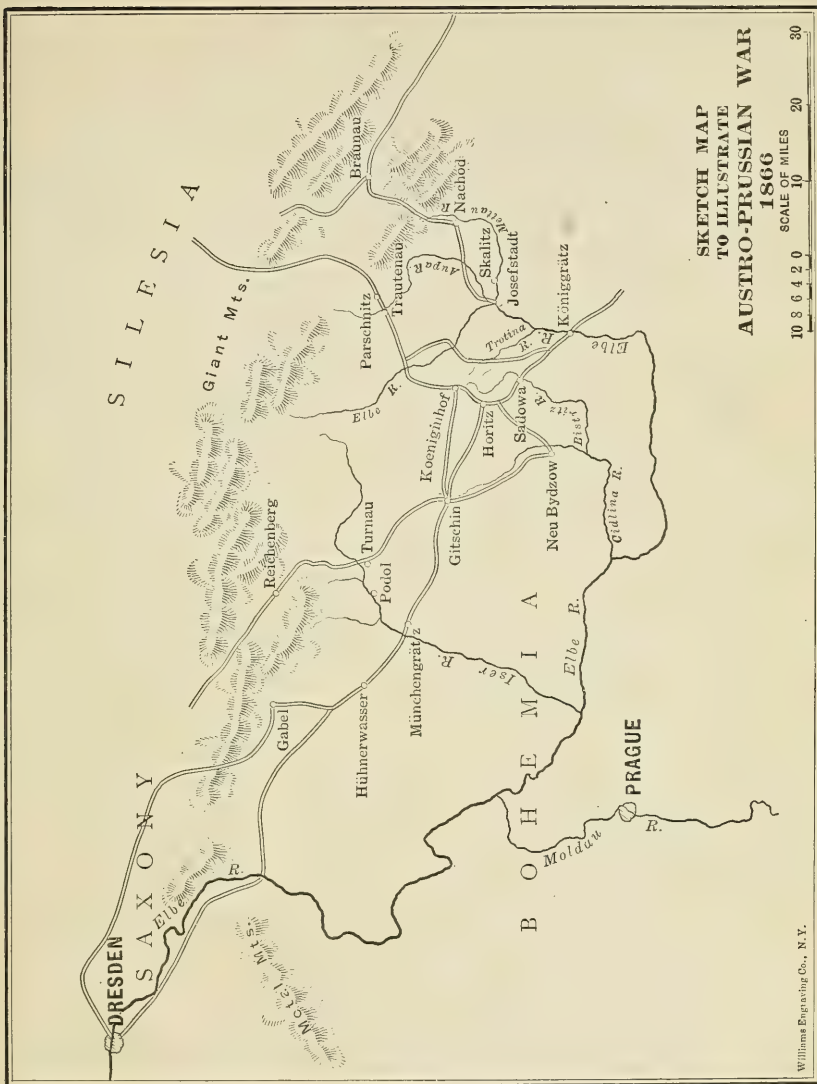 SKETCH MAP
TO ILLUSTRATE
AUSTRO-PRUSSIAN WAR
1866
SCALE OF MILES
10 8 6 4 2 0 10 20 30
SILESIA
Giant Mts.
SAXONY
DRESDEN
Elbe R.
Motel Mts.
Reichenberg
Gabel
Turnau
Podol
Hühnerwasser
Münchengrätz
Iser R.
Gitschin
Koeniginhof
Horitz
Sadowa
Neu Bydzow
Bistritz R.
Cidlina R.
Parschnitz
Trautenau
Aupa R
Braunau
Nachod
Mettau R
Skalitz
Josefstadt
Trotina R.
Königgrätz
Elbe R.
Elbe R.
Elbe R.
BOHEMIA
PRAGUE
Moldau R.
Williams Engraving Co., N.Y.